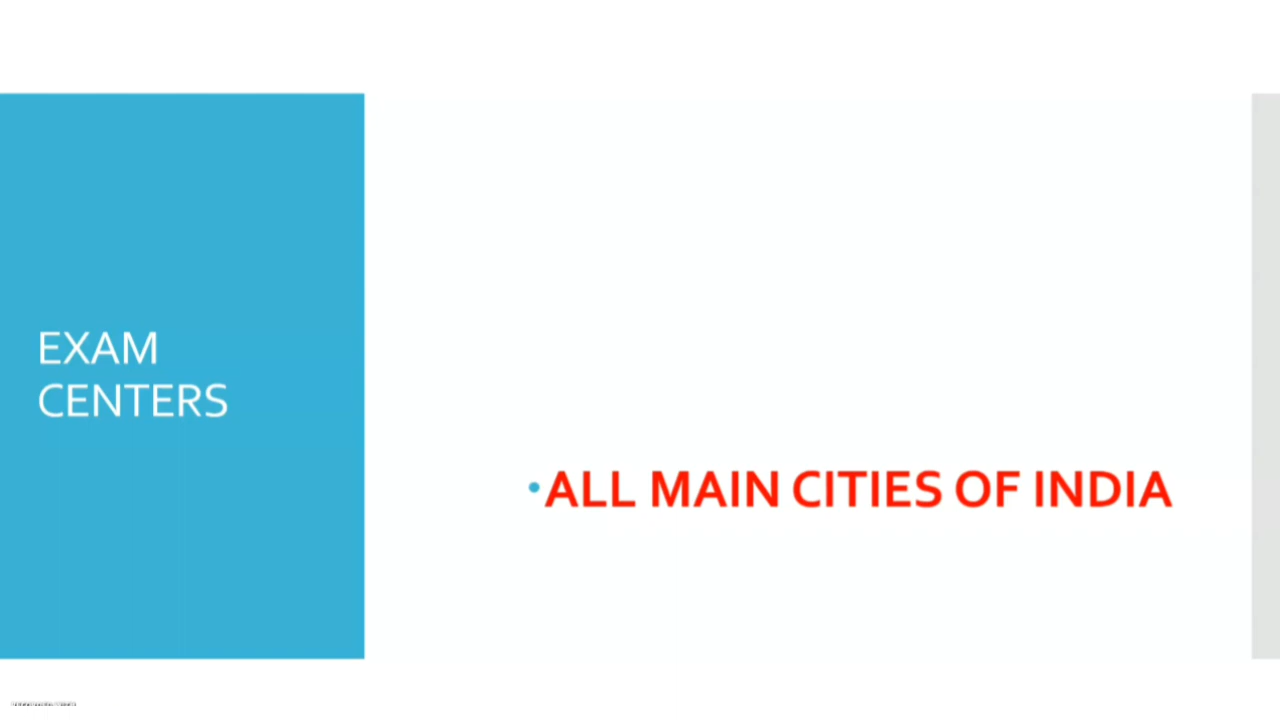 EXAM
CENTERS
•ALL MAIN CITIES OF INDIA